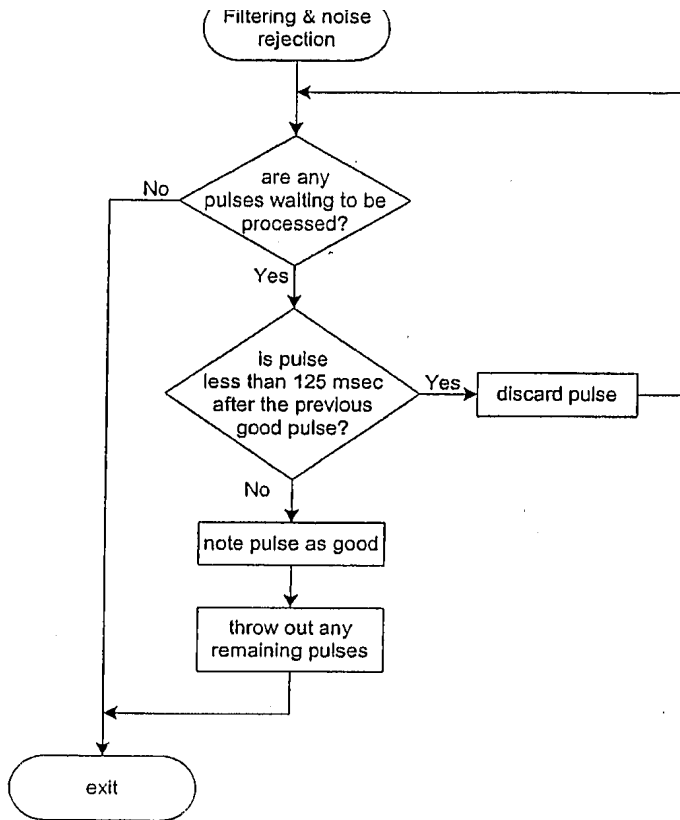 Filtering & noise
rejection
No
are any
pulses waiting to be
processed?
Yes
is pulse
less than 125 msec
after the previous
good pulse?
Yes
discard pulse
No
note pulse as good
throw out any
remaining pulses
exit